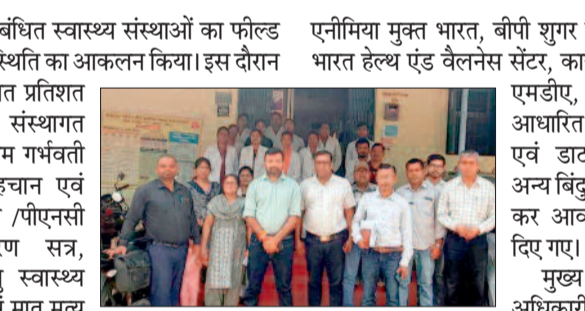 बंधित स्वास्थ्य संस्थाओं का फील्ड
स्थिति का आकलन किया। इस दौरान
त प्रतिशत
संस्थागत
म गर्भवती
हचान एवं
/पीएनसी
रण सत्र,
स्वास्थ्य
मातृ मृत्यु
एनीमिया मुक्त भारत, बीपी शुगर
भारत हेल्थ एंड वैलनेस सेंटर, का
एमडीए,
आधारित
एवं डाट
अन्य बिंदु
कर आव
दिए गए।
मुख्य
अधिकारी